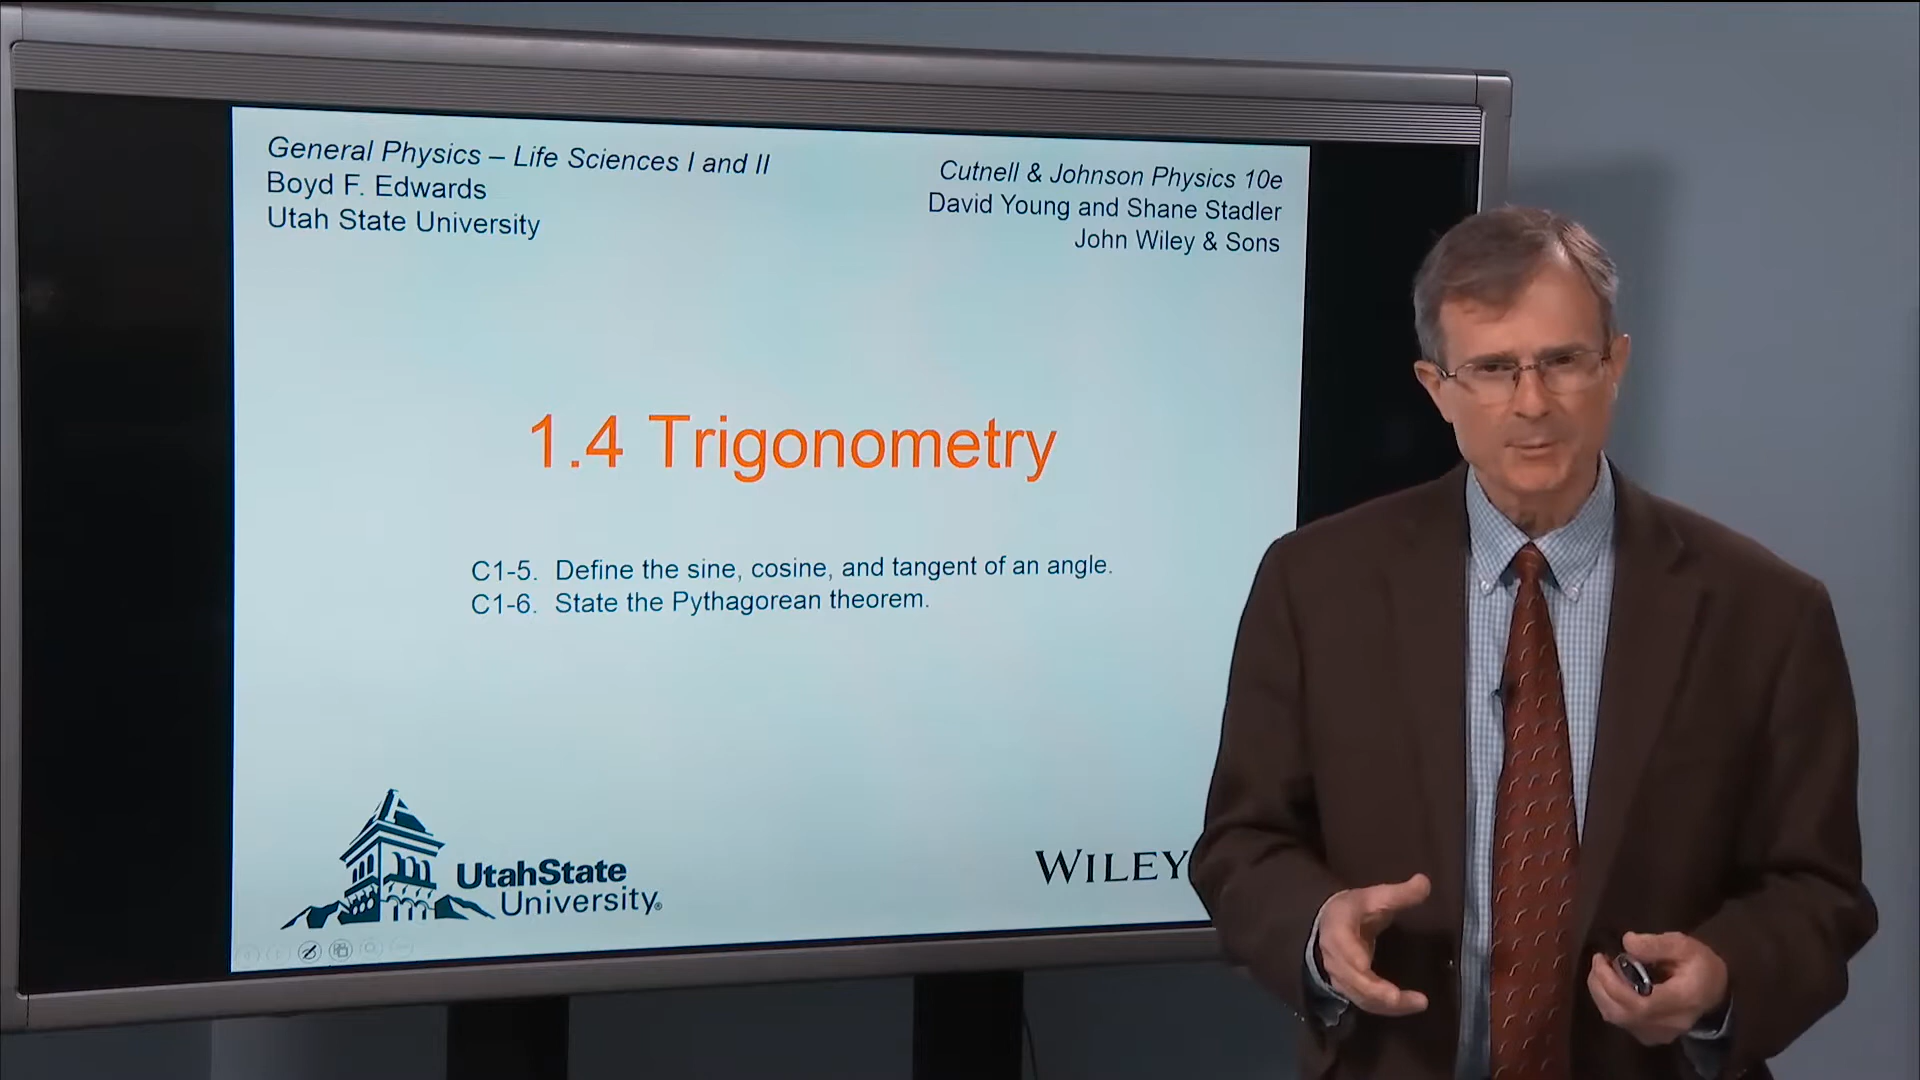 General Physics – Life Sciences I and II
Boyd F. Edwards
Utah State University
Cutnell & Johnson Physics 10e
David Young and Shane Stadler
John Wiley & Sons
1.4 Trigonometry
C1-5. Define the sine, cosine, and tangent of an angle.
C1-6. State the Pythagorean theorem.
UtahState
University®
WILEY